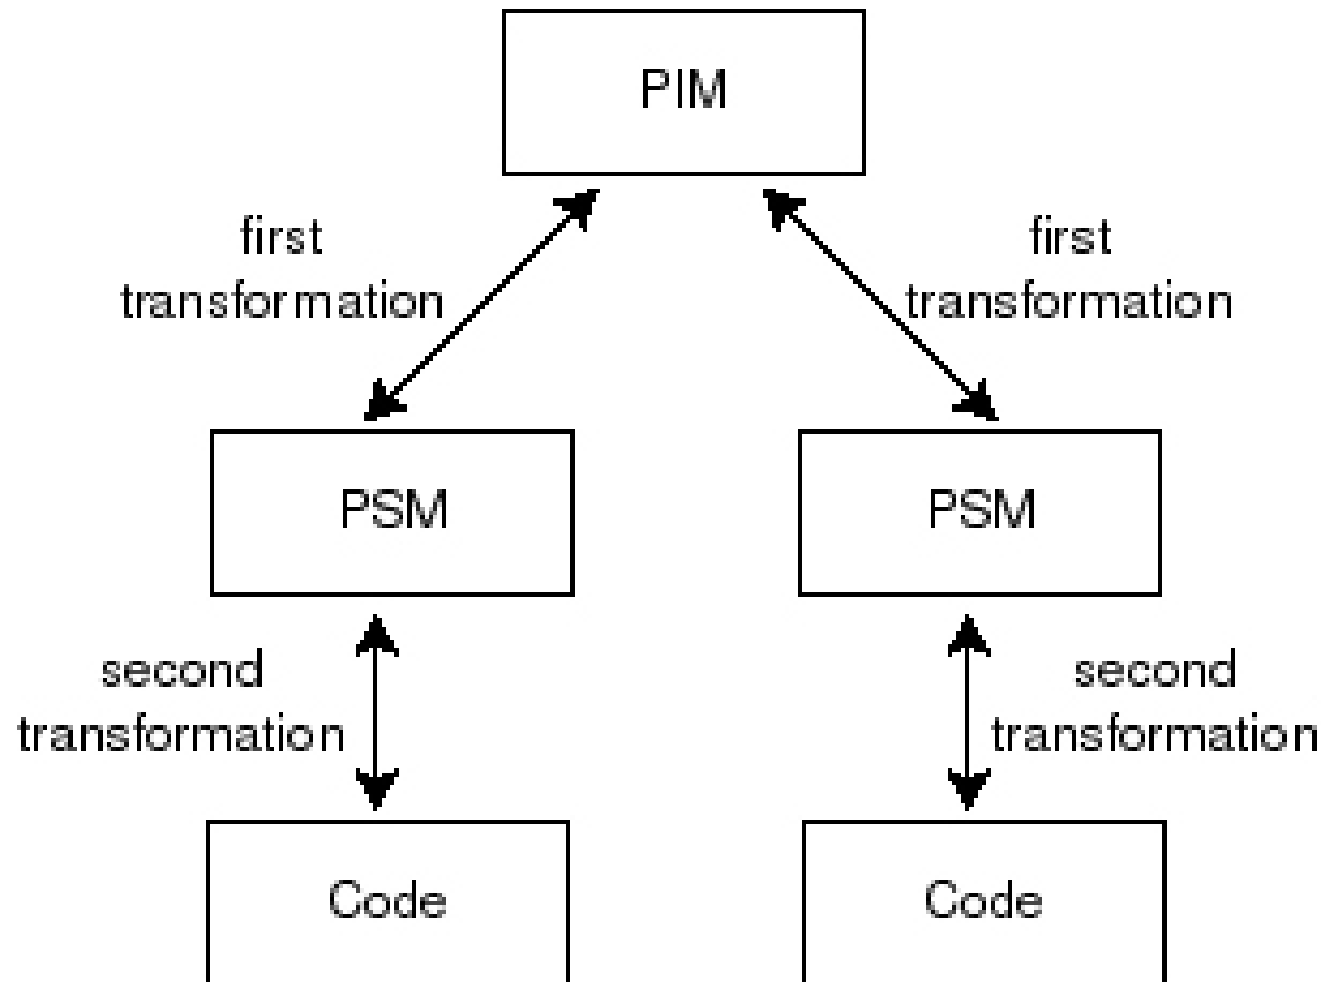 PIM
first
transformation
first
transformation
PSM
PSM
second
transformation
second
transformation
Code
Code